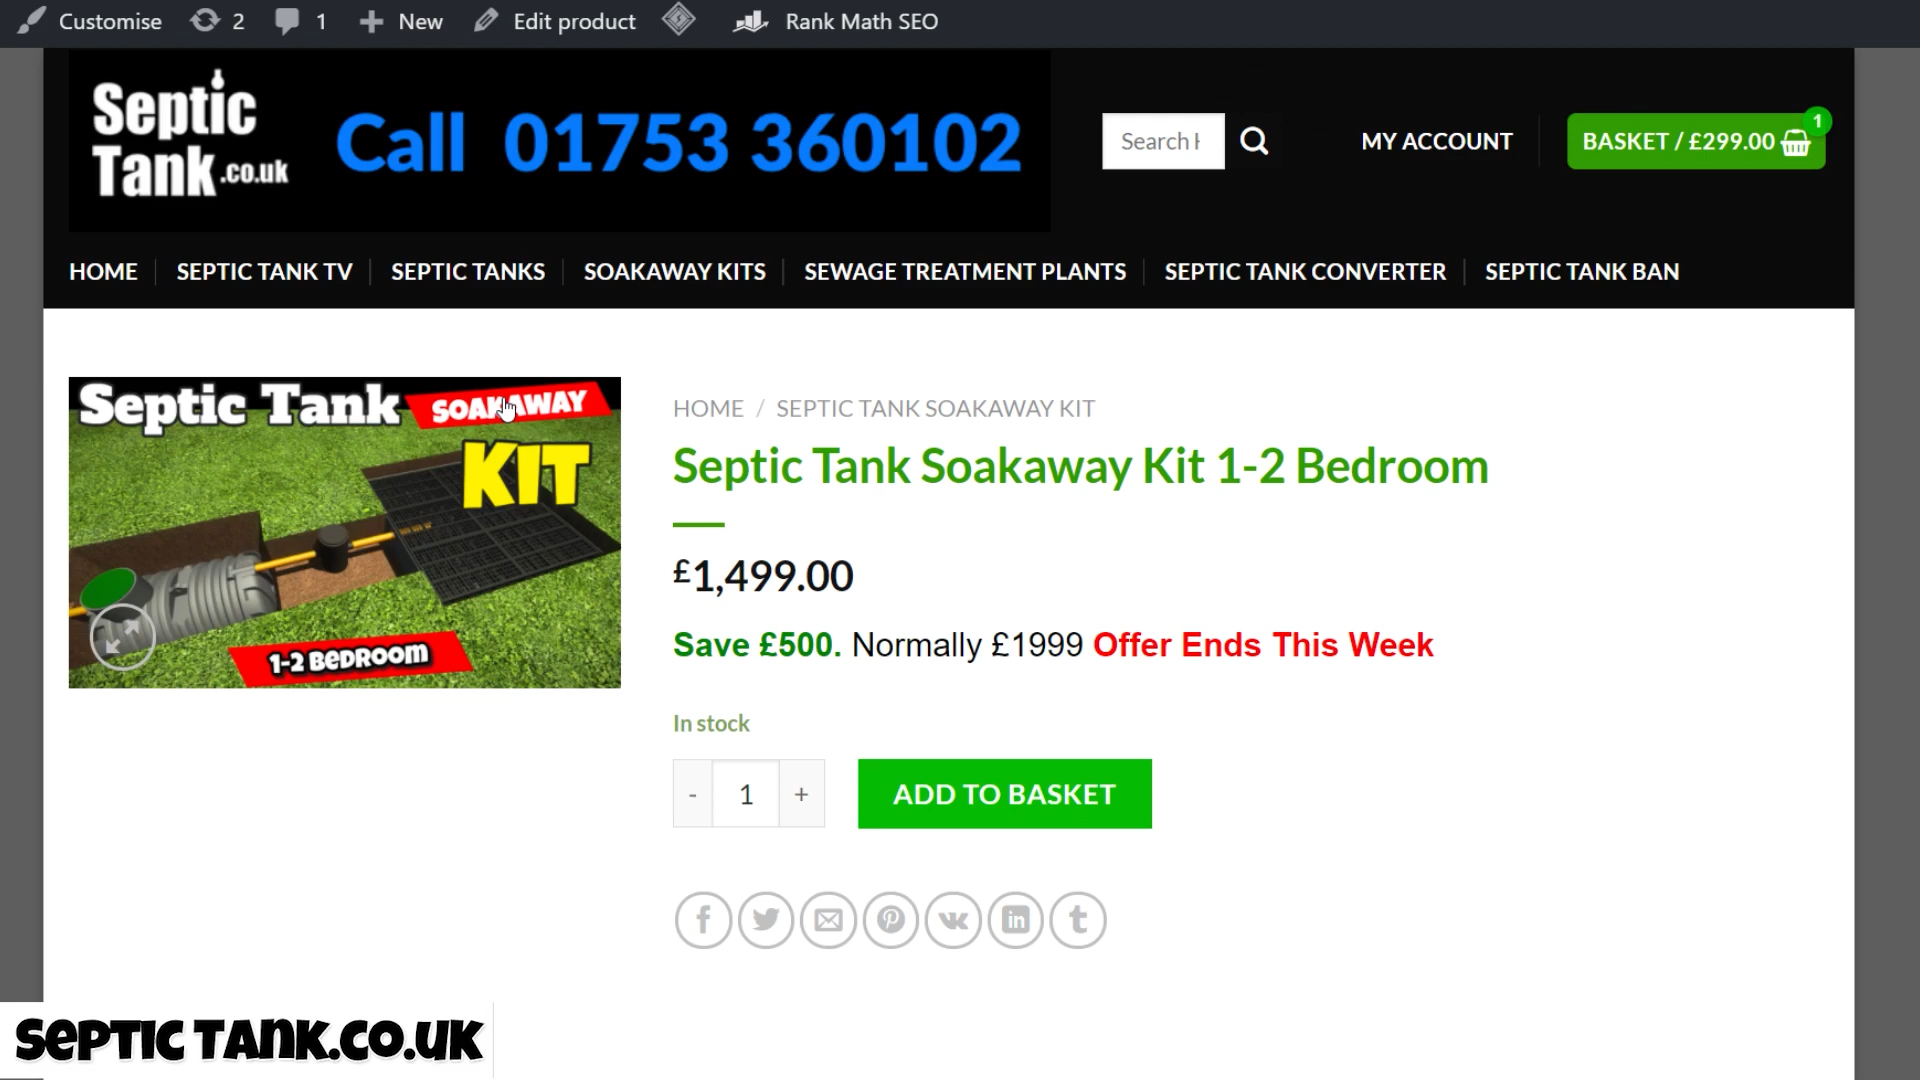 Customise 2 1 New Edit product Rank Math SEO
Septic
Tank.co.uk
Call 01753 360102
Search
MY ACCOUNT
BASKET / £299.00
1
HOME SEPTIC TANK TV SEPTIC TANKS SOAKAWAY KITS SEWAGE TREATMENT PLANTS SEPTIC TANK CONVERTER SEPTIC TANK BAN
Septic Tank SOAKAWAY
KIT
1-2 BEDROOM
HOME / SEPTIC TANK SOAKAWAY KIT
Septic Tank Soakaway Kit 1-2 Bedroom
£1,499.00
Save £500. Normally £1999 Offer Ends This Week
In stock
- 1 +
ADD TO BASKET
SEPTIC TANK.CO.UK